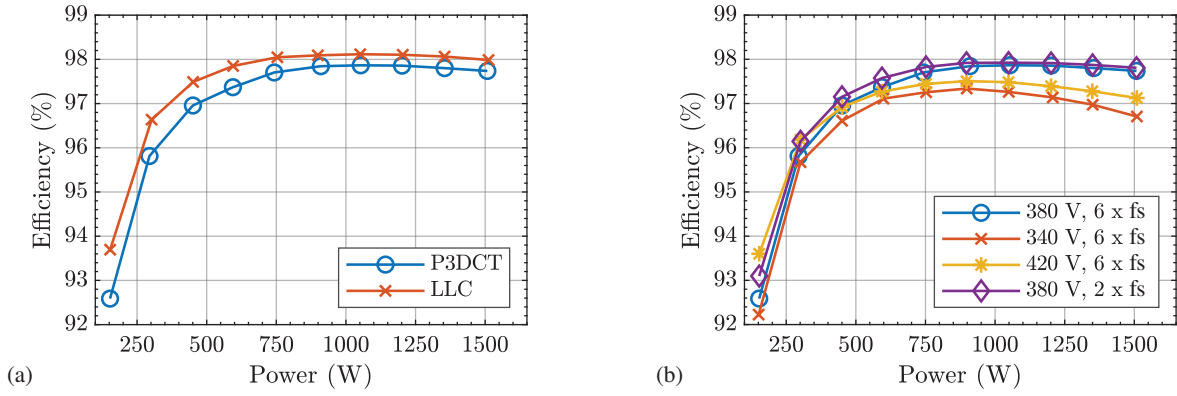 99
98
97
96
95
94
93
92
Efficiency (%)
250 500 750 1000 1250 1500
Power (W)
P3DCT
LLC
(a)
99
98
97
96
95
94
93
92
Efficiency (%)
250 500 750 1000 1250 1500
Power (W)
380 V, 6 x fs
340 V, 6 x fs
420 V, 6 x fs
380 V, 2 x fs
(b)